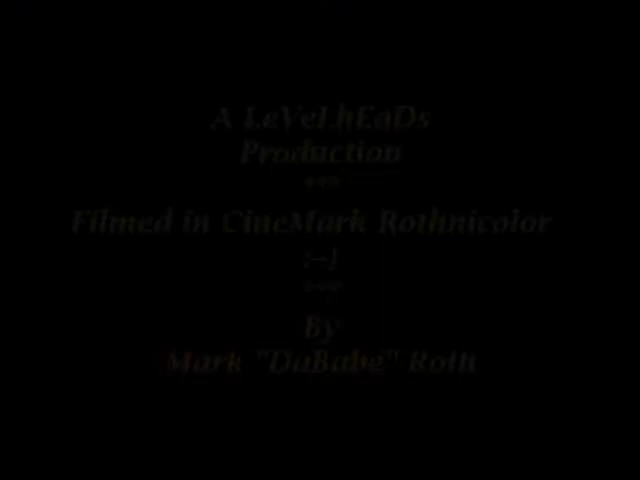 A LeVeLhEaDs
Production
***
Filmed in CineMark Rothnicolor
:--)
***
By
Mark "DaBabe" Roth